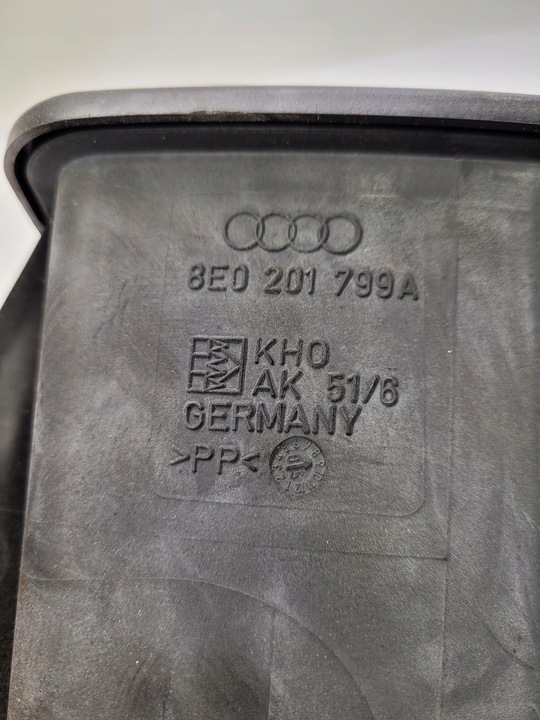 8E0 201 799A
KHO
AK 51/6
GERMANY
>PP<